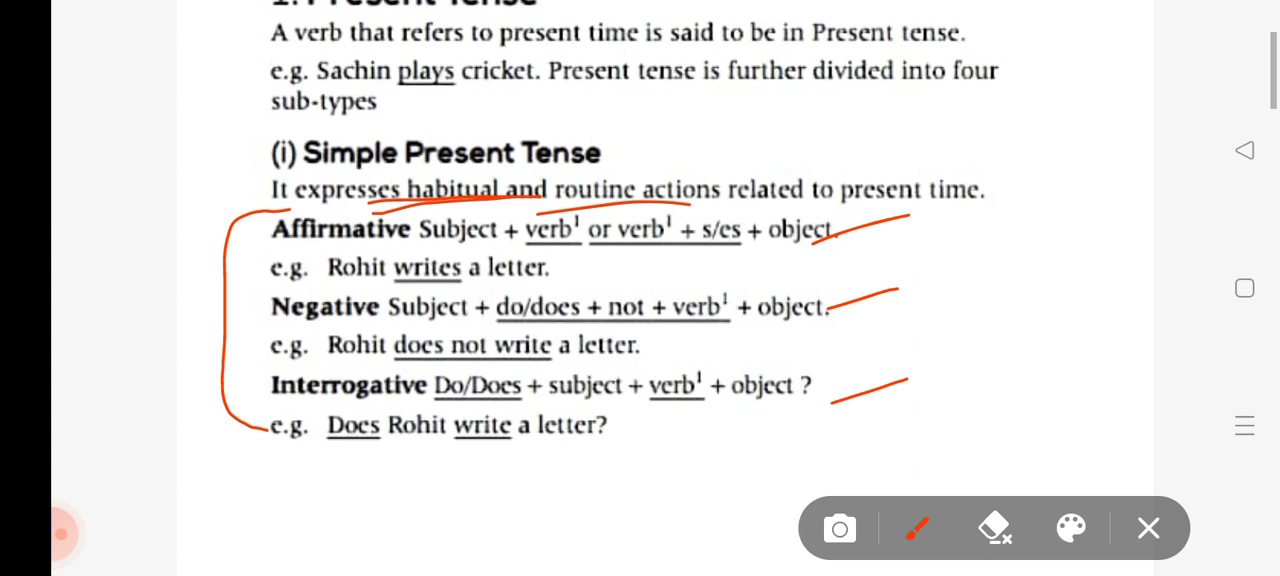 1. Present Tense
A verb that refers to present time is said to be in Present tense.
e.g. Sachin plays cricket. Present tense is further divided into four
sub-types
(i) Simple Present Tense
It expresses habitual and routine actions related to present time.
Affirmative Subject + verb¹ or verb¹ + s/es + object.
e.g. Rohit writes a letter.
Negative Subject + do/does + not + verb¹ + object.
e.g. Rohit does not write a letter.
Interrogative Do/Does + subject + verb¹ + object ?
e.g. Does Rohit write a letter?